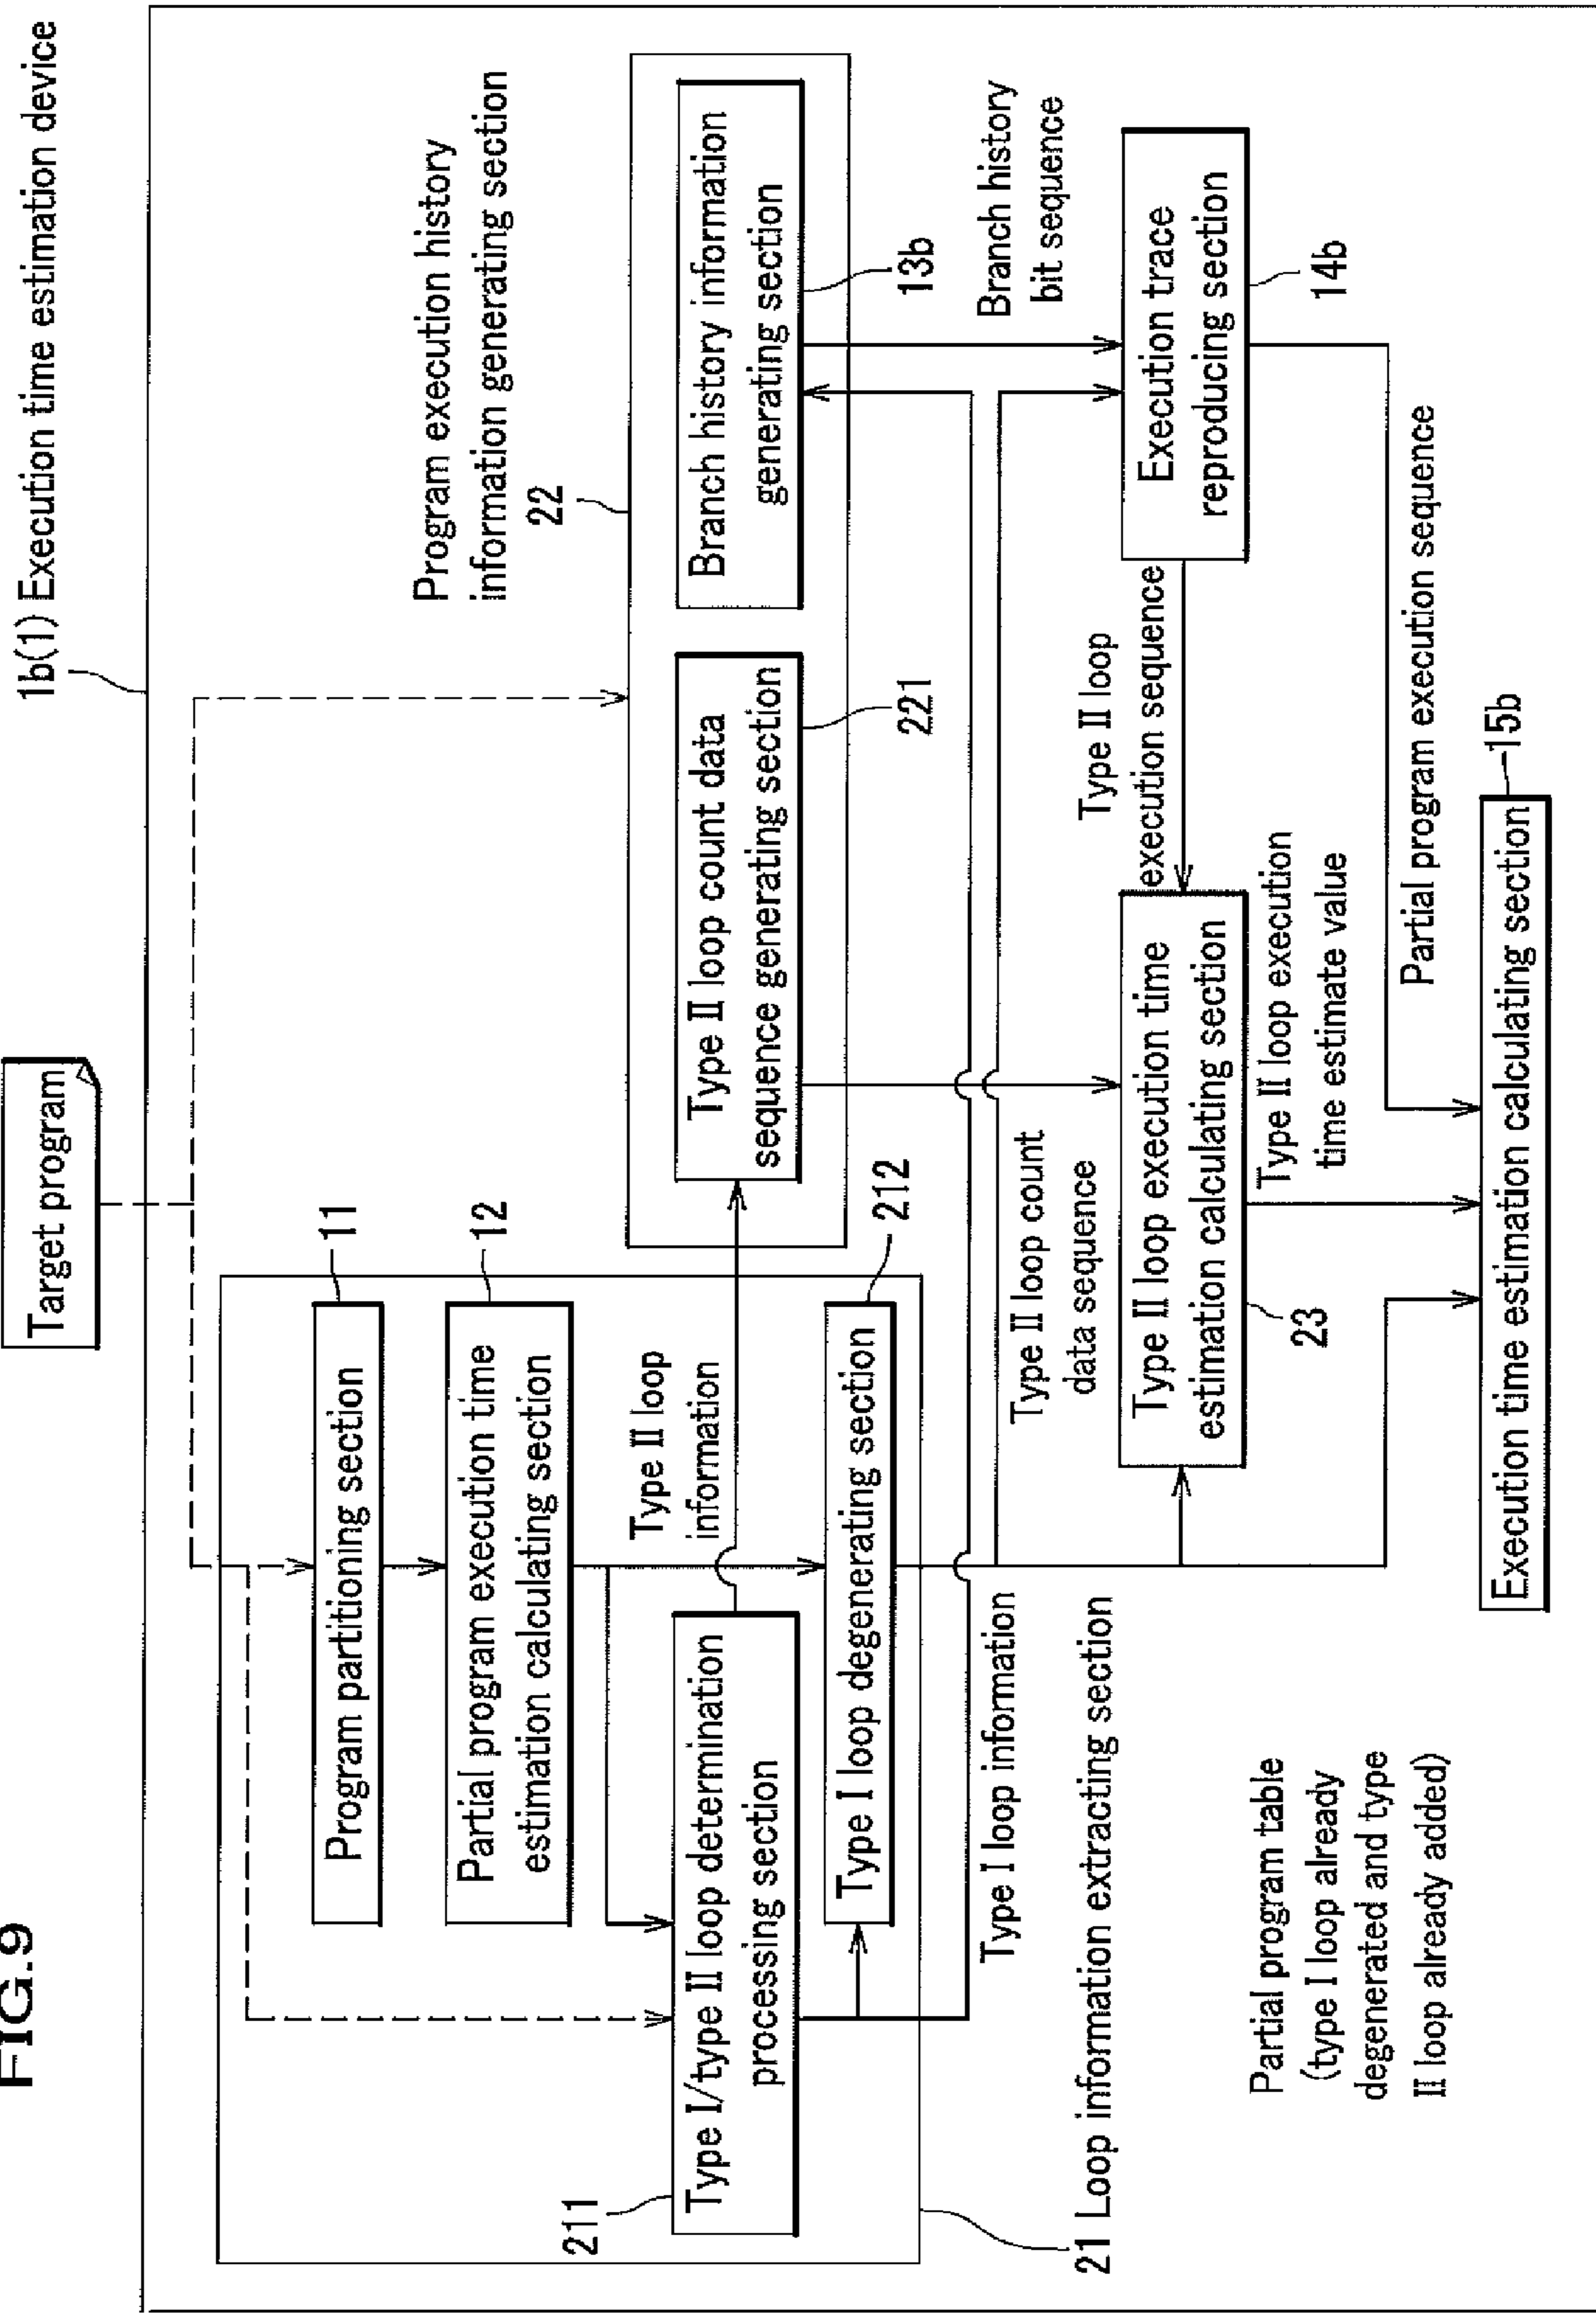 FIG.9
Target program
1b(1) Execution time estimation device
11
Program partitioning section
12
Partial program execution time
estimation calculating section
Program execution history
information generating section
22
211
Type I/type II loop determination
processing section
Type II loop
information
Type II loop count data
sequence generating section
221
Branch history information
generating section
13b
212
Type I loop degenerating section
Type I loop information
21 Loop information extracting section
Type II loop count
data sequence
Branch history
bit sequence
Type II loop
execution sequence
Type II loop execution time
estimation calculating section
23
Execution trace
reproducing section
14b
Partial program table
(type I loop already
degenerated and type
II loop already added)
Type II loop execution
time estimate value
Partial program execution sequence
Execution time estimation calculating section
15b